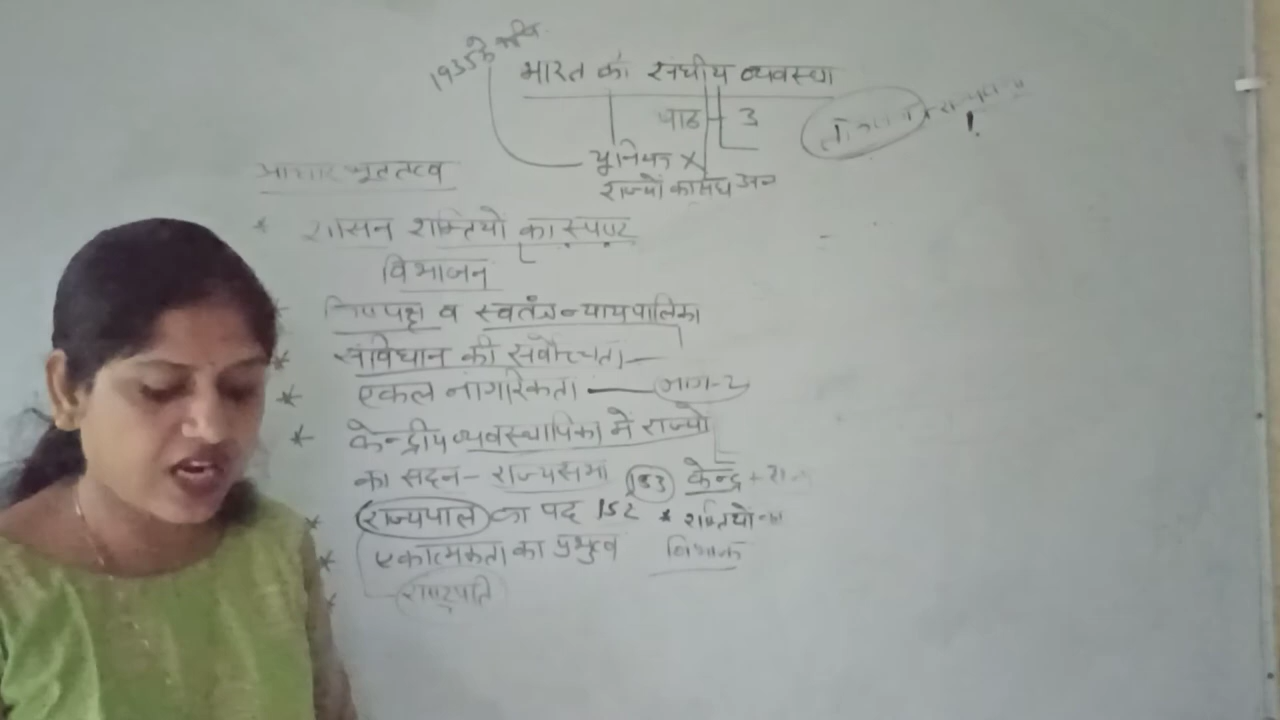 1935 के
भारत की संघीय व्यवस्था
पाठ - 3
यूनियन X
राज्यों का संघ
आधारभूत तत्व
* शासन शक्तियों का स्पष्ट
विभाजन
* निष्पक्ष व स्वतंत्र न्यायपालिका
* संविधान की सर्वोच्चता
* एकल नागरिकता — भाग-2
* केन्द्रीय व्यवस्थापिका में राज्यों
का सदन - राज्यसभा केन्द्र +
* राज्यपाल का पद 152 * शक्तियों का
* एकात्मकता का प्रभुत्व
राष्ट्रपति